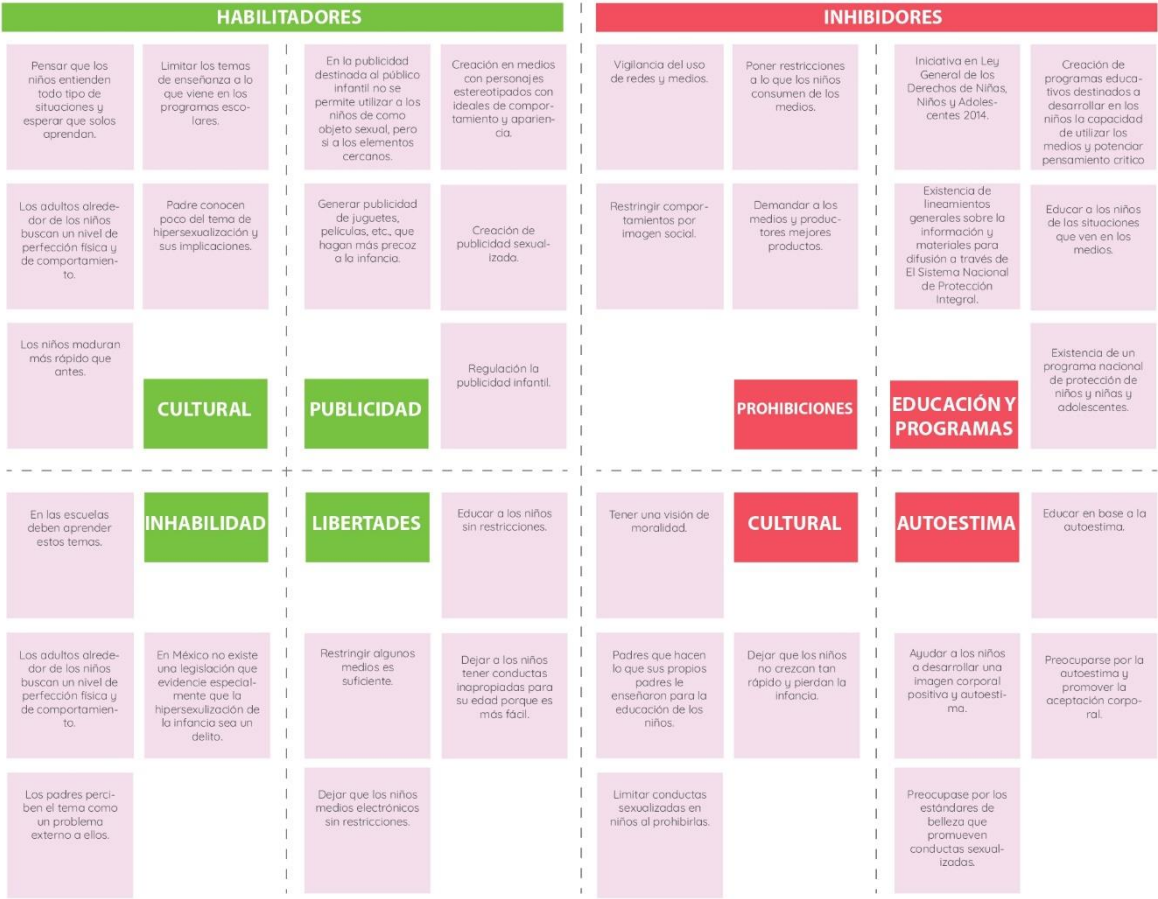 HABILITADORES
Pensar que los
niños entienden
todo tipo de
situaciones y
esperar que solos
aprendan.
Limitar los temas
de enseñanza a lo
que viene en los
programas esco-
lares.
Los adultos alrede-
dor de los niños
buscan un nivel de
perfección física y
de comportamien-
to.
Padre conocen
poco del tema de
hipersexualización y
sus implicaciones.
Los niños maduran
más rápido que
antes.
CULTURAL
En la publicidad
destinada al público
infantil no se
permite utilizar a los
niños de como
objeto sexual, pero
si a los elementos
cercanos.
Creación en medios
con personajes
estereotipados con
ideales de compor-
tamiento y aparien-
cia.
Generar publicidad
de juguetes,
películas, etc., que
hagan más precoz
a la infancia.
Creación de
publicidad sexual-
izada.
PUBLICIDAD
Regulación la
publicidad infantil.
En las escuelas
deben aprender
estos temas.
INHABILIDAD
Los adultos alrede-
dor de los niños
buscan un nivel de
perfección física y
de comportamien-
to.
En México no existe
una legislación que
evidencie especial-
mente que la
hipersexulización de
la infancia sea un
delito.
Los padres perci-
ben el tema como
un problema
externo a ellos.
LIBERTADES
Educar a los niños
sin restricciones.
Restringir algunos
medios es
suficiente.
Dejar a los niños
tener conductas
inapropiadas para
su edad porque es
más fácil.
Dejar que los niños
medios electrónicos
sin restricciones.
INHIBIDORES
Vigilancia del uso
de redes y medios.
Poner restricciones
a lo que los niños
consumen de los
medios.
Restringir compor-
tamientos por
imagen social.
Demandar a los
medios y produc-
tores mejores
productos.
PROHIBICIONES
Iniciativa en Ley
General de los
Derechos de Niñas,
Niños y Adoles-
centes 2014.
Creación de
programas educa-
tivos destinados a
desarrollar en los
niños la capacidad
de utilizar los
medios y potenciar
pensamiento critico
Existencia de
lineamientos
generales sobre la
información y
materiales para
difusión a través de
El Sistema Nacional
de Protección
Integral.
Educar a los niños
de las situaciones
que ven en los
medios.
EDUCACIÓN Y
PROGRAMAS
Existencia de un
programa nacional
de protección de
niños y niñas y
adolescentes.
Tener una visión de
moralidad.
CULTURAL
Padres que hacen
lo que sus propios
padres le
enseñaron para la
educación de los
niños.
Dejar que los niños
no crezcan tan
rápido y pierdan la
infancia.
Limitar conductas
sexualizadas en
niños al prohibirlas.
AUTOESTIMA
Educar en base a la
autoestima.
Ayudar a los niños
a desarrollar una
imagen corporal
positiva y autoesti-
ma.
Preocuparse por la
autoestima y
promover la
aceptación corpo-
ral.
Preocupase por los
estándares de
belleza que
promueven
conductas sexual-
izadas.